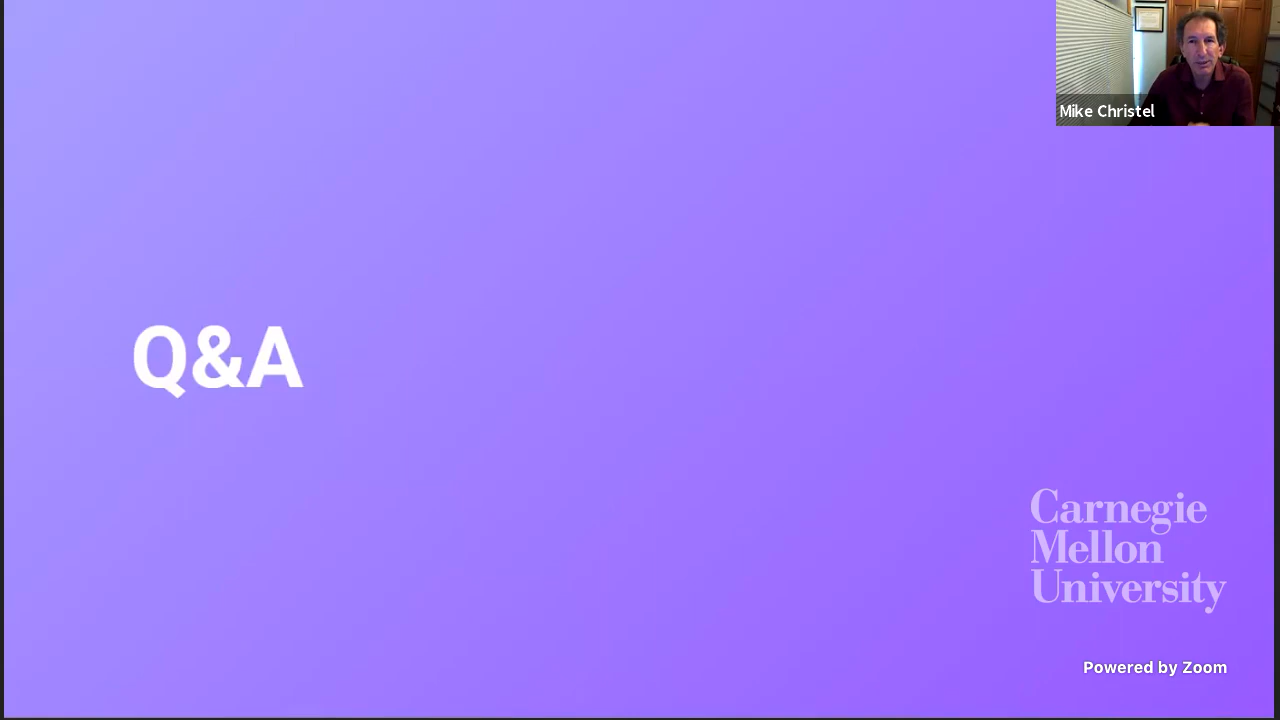 Mike Christel
Q&A
Carnegie
Mellon
University
Powered by Zoom